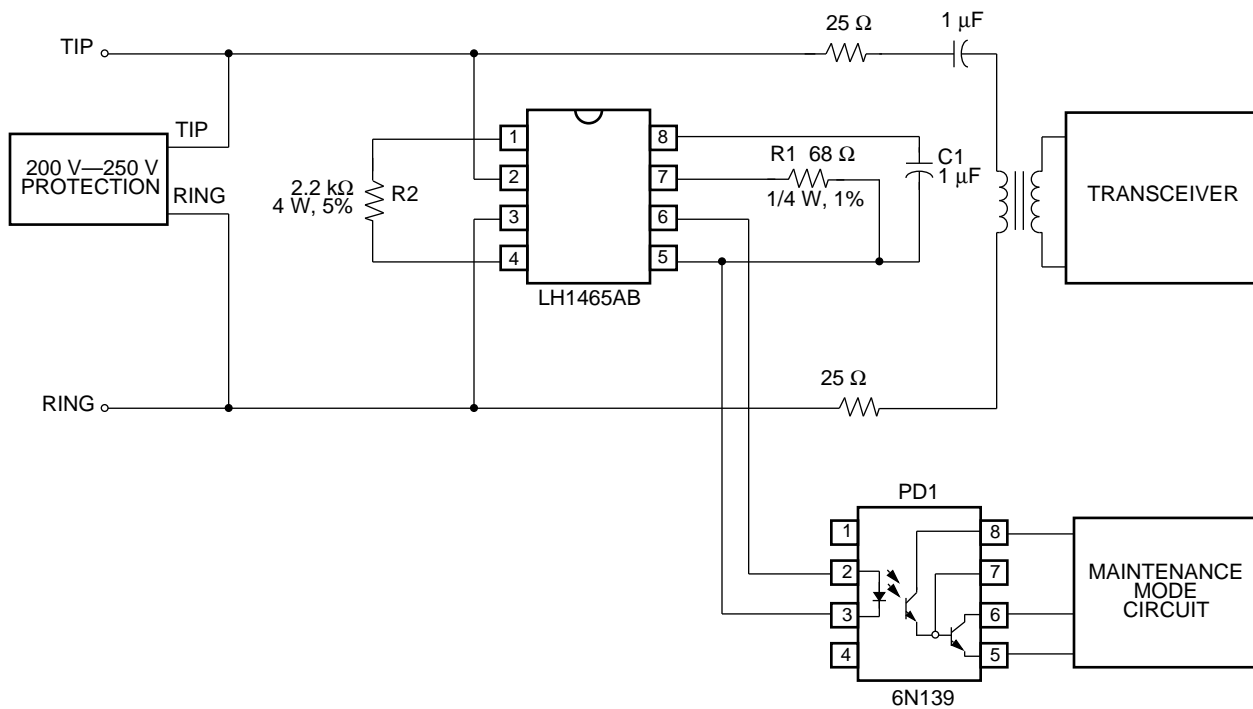 25 Ω
1 µF
TIP
TIP
200 V—250 V
PROTECTION
RING
1
2
3
4
8
7
6
5
2.2 kΩ
4 W, 5%
R2
R1 68 Ω
1/4 W, 1%
C1
1 µF
LH1465AB
TRANSCEIVER
25 Ω
RING
PD1
1
2
3
4
8
7
6
5
6N139
MAINTENANCE
MODE
CIRCUIT